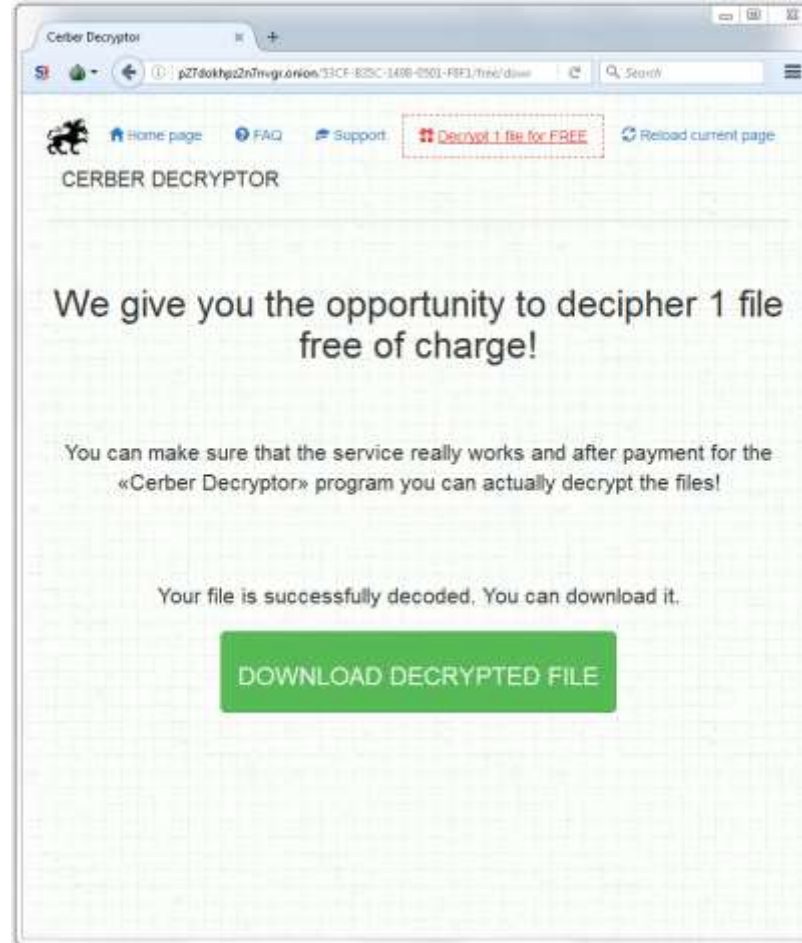 Cerber Decryptor
Search
Home page FAQ Support Decrypt 1 file for FREE Reload current page
CERBER DECRYPTOR
We give you the opportunity to decipher 1 file
free of charge!
You can make sure that the service really works and after payment for the
«Cerber Decryptor» program you can actually decrypt the files!
Your file is successfully decoded. You can download it.
DOWNLOAD DECRYPTED FILE